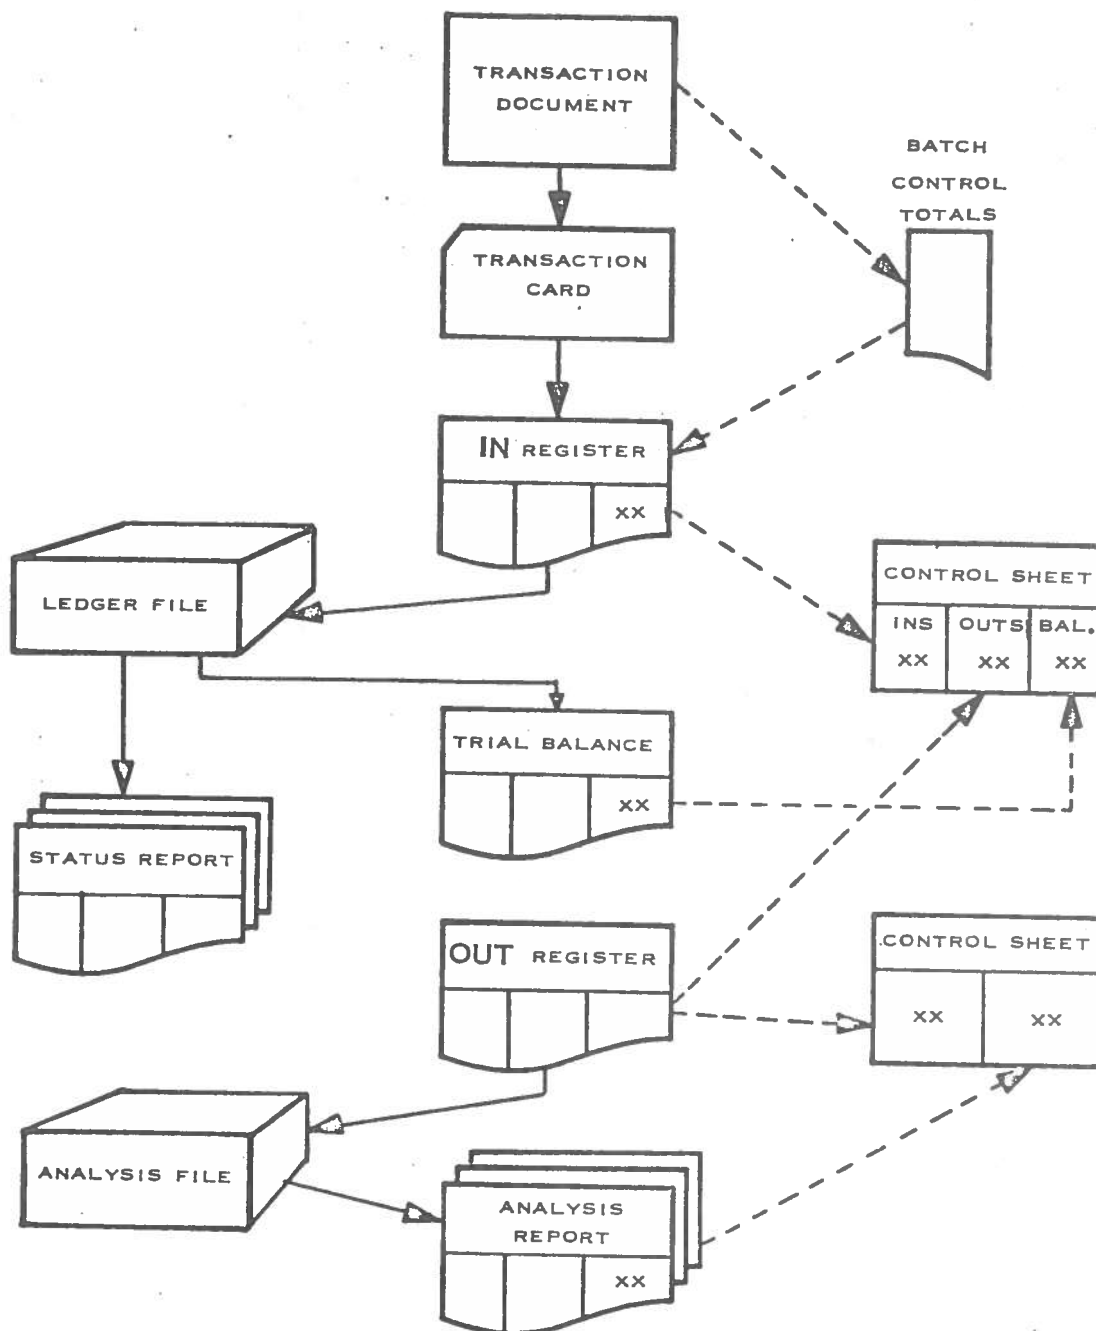 TRANSACTION
DOCUMENT
BATCH
CONTROL
TOTALS
TRANSACTION
CARD
IN REGISTER
XX
CONTROL SHEET
INS OUTS BAL.
XX XX XX
LEDGER FILE
TRIAL BALANCE
XX
STATUS REPORT
OUT REGISTER
CONTROL SHEET
XX XX
ANALYSIS FILE
ANALYSIS
REPORT
XX